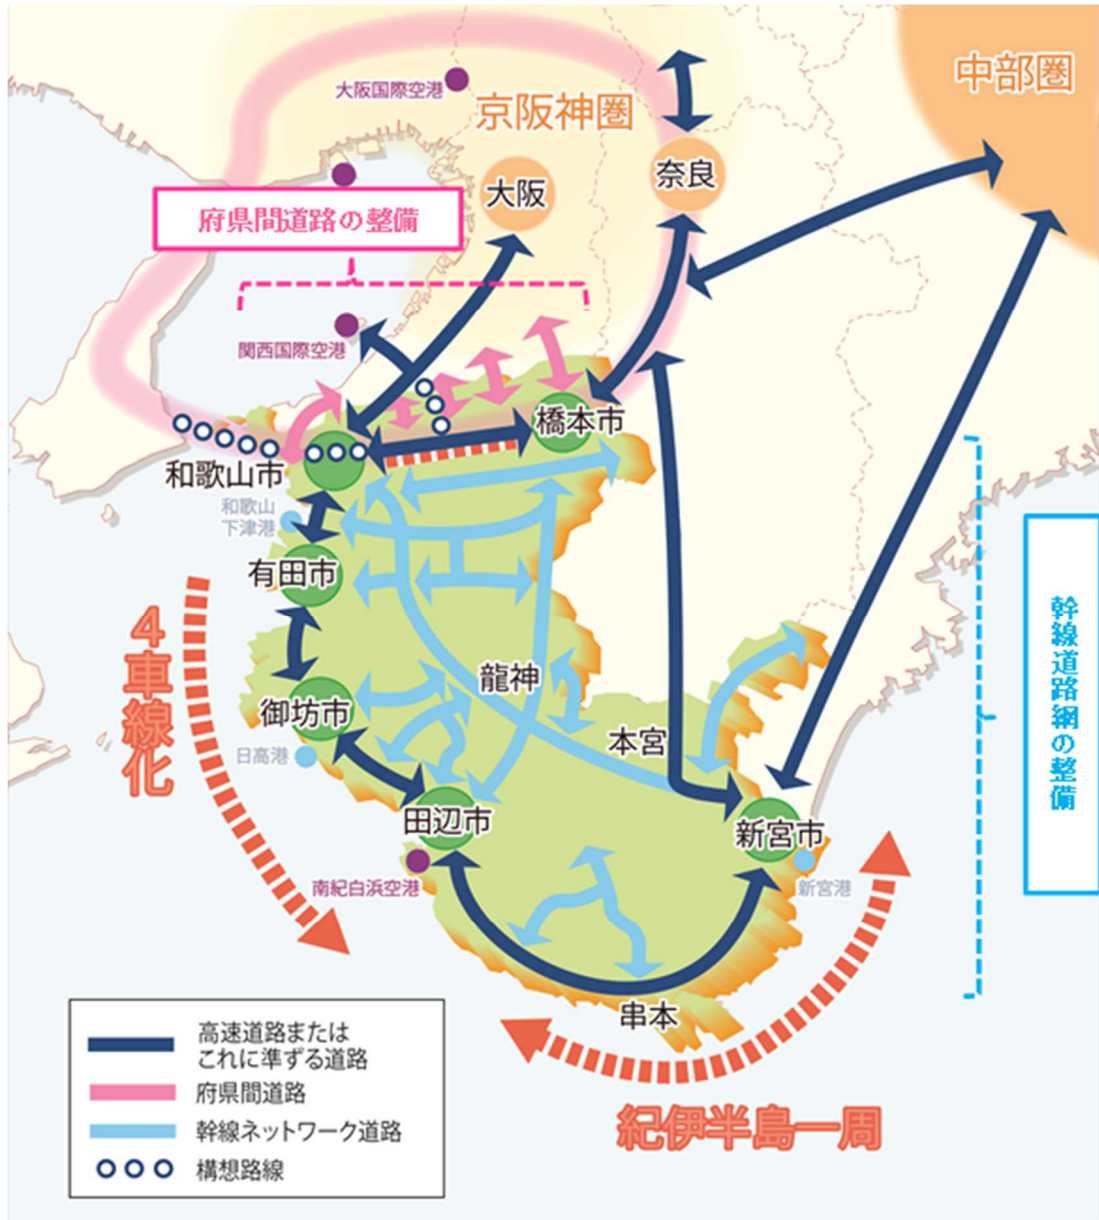 中部圏
大阪国際空港
京阪神圏
大阪
奈良
府県間道路の整備
関西国際空港
橋本市
和歌山市
和歌山
下津港
有田市
4車線化
龍神
御坊市
本宮
日高港
田辺市
新宮市
南紀白浜空港
新宮港
幹線道路網の整備
串本
紀伊半島一周
高速道路または
これに準ずる道路
府県間道路
幹線ネットワーク道路
構想路線